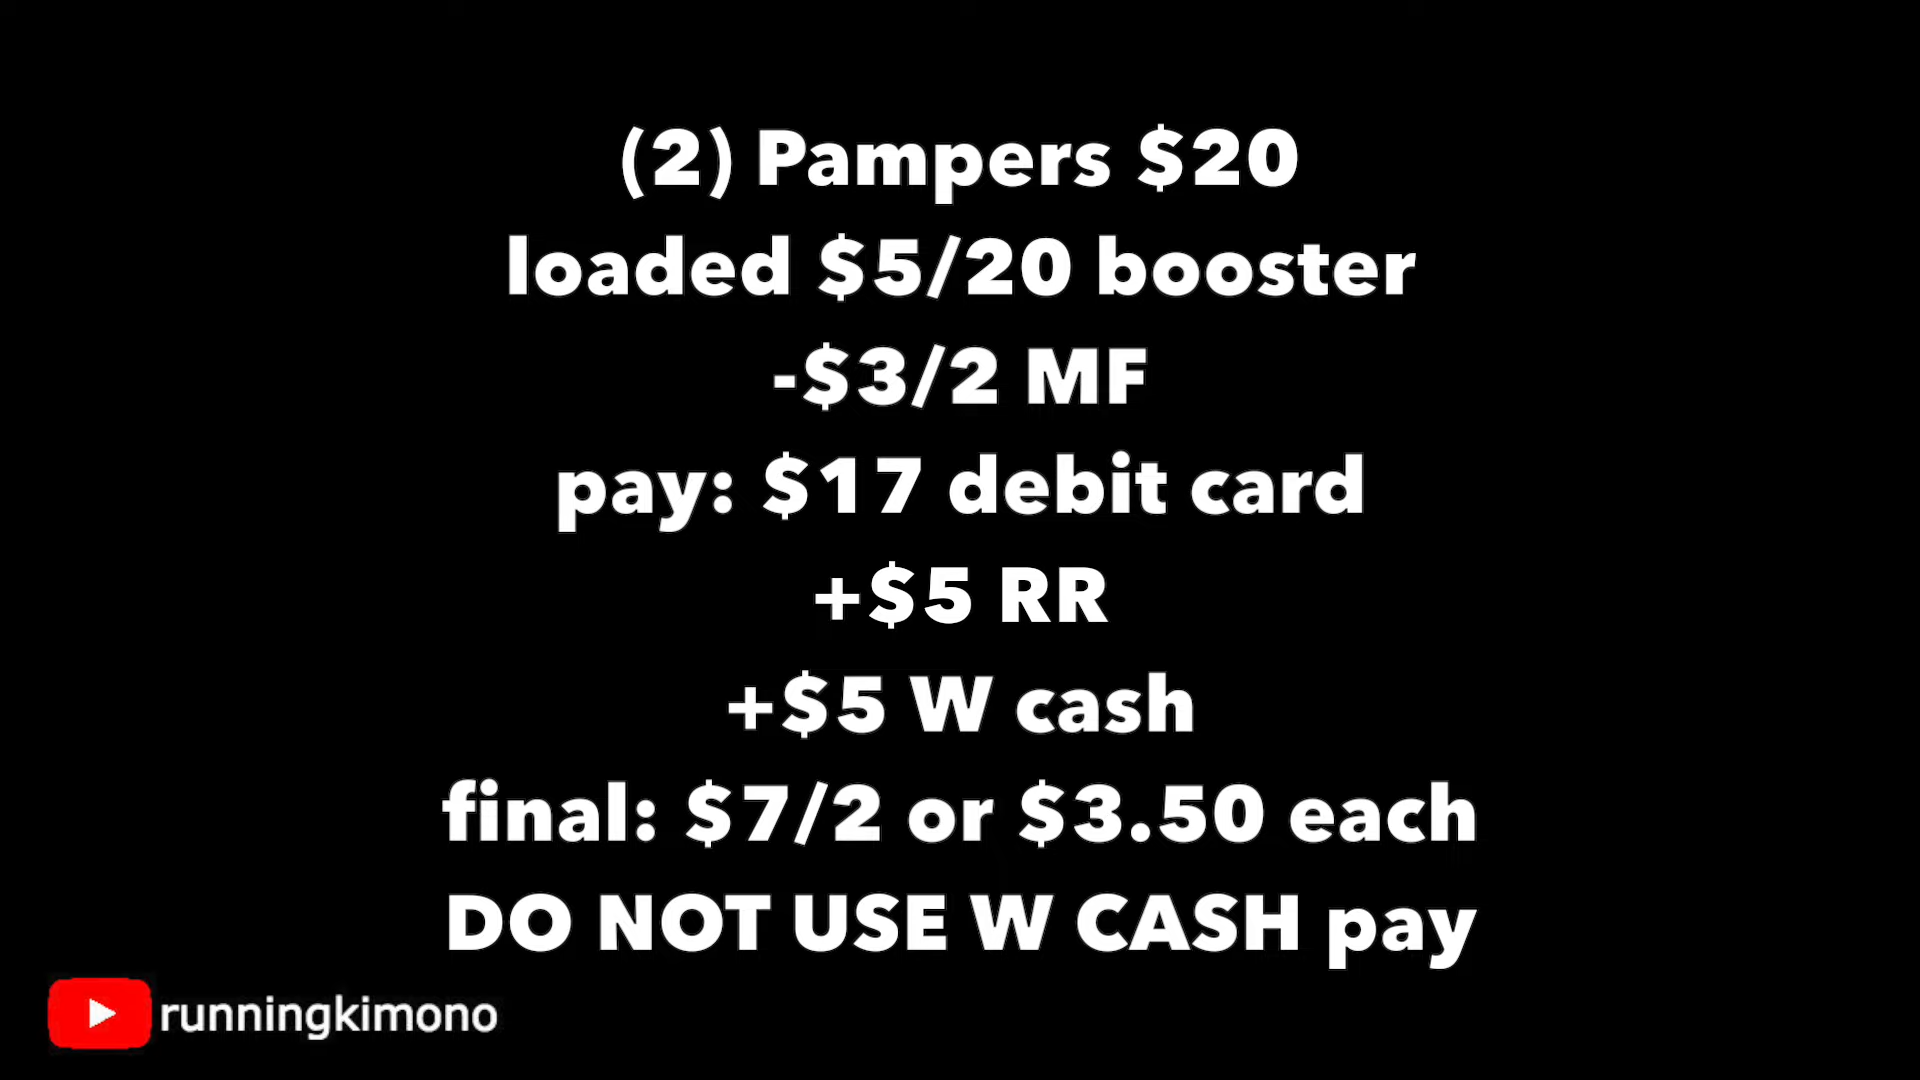 (2) Pampers $20
loaded $5/20 booster
-$3/2 MF
pay: $17 debit card
+$5 RR
+$5 W cash
final: $7/2 or $3.50 each
DO NOT USE W CASH pay
runningkimono